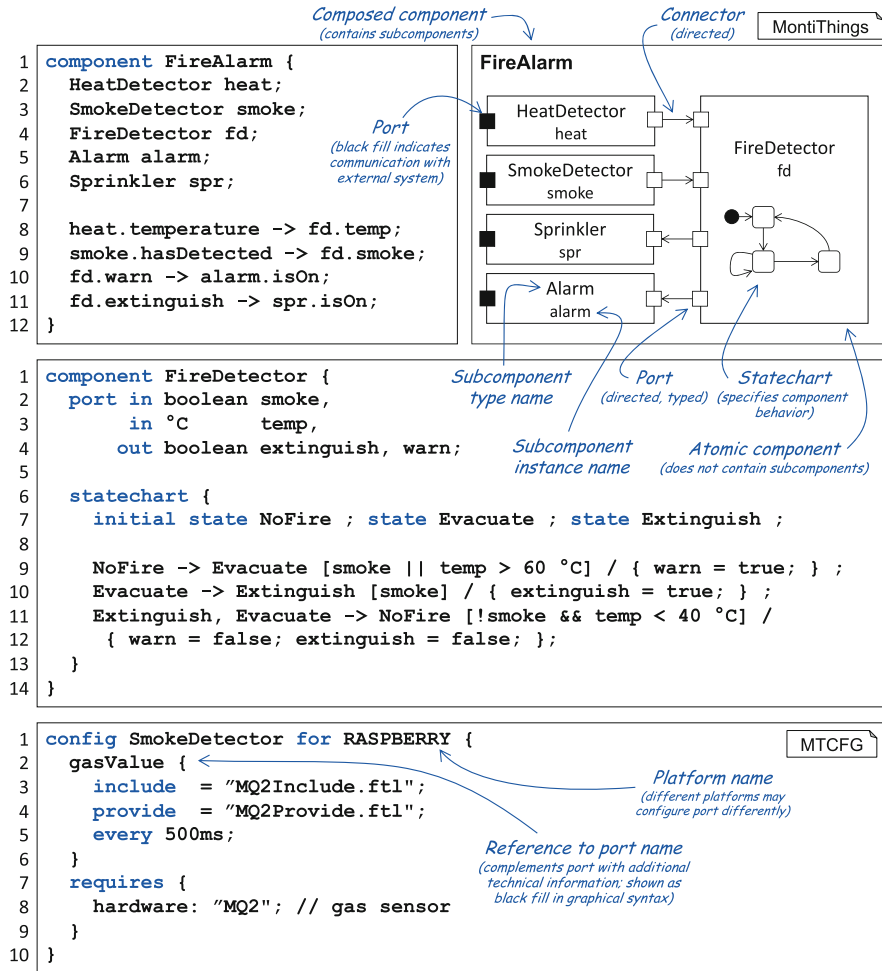 Composed component
(contains subcomponents)
Connector
(directed)
MontiThings
1 component FireAlarm {
2 HeatDetector heat;
3 SmokeDetector smoke;
4 FireDetector fd;
5 Alarm alarm;
6 Sprinkler spr;
7
8 heat.temperature -> fd.temp;
9 smoke.hasDetected -> fd.smoke;
10 fd.warn -> alarm.isOn;
11 fd.extinguish -> spr.isOn;
12 }
Port
(black fill indicates
communication with
external system)
FireAlarm
HeatDetector
heat
SmokeDetector
smoke
Sprinkler
spr
Alarm
alarm
FireDetector
fd
Subcomponent
type name
Port
(directed, typed)
Statechart
(specifies component
behavior)
Subcomponent
instance name
Atomic component
(does not contain subcomponents)
1 component FireDetector {
2 port in boolean smoke,
3 in °C temp,
4 out boolean extinguish, warn;
5
6 statechart {
7 initial state NoFire ; state Evacuate ; state Extinguish ;
8
9 NoFire -> Evacuate [smoke || temp > 60 °C] / { warn = true; } ;
10 Evacuate -> Extinguish [smoke] / { extinguish = true; } ;
11 Extinguish, Evacuate -> NoFire [!smoke && temp < 40 °C] /
12 { warn = false; extinguish = false; };
13 }
14 }
MTCFG
1 config SmokeDetector for RASPBERRY {
2 gasValue {
3 include = ”MQ2Include.ftl";
4 provide = ”MQ2Provide.ftl";
5 every 500ms;
6 }
7 requires {
8 hardware: ”MQ2"; // gas sensor
9 }
10 }
Platform name
(different platforms may
configure port differently)
Reference to port name
(complements port with additional
technical information; shown as
black fill in graphical syntax)